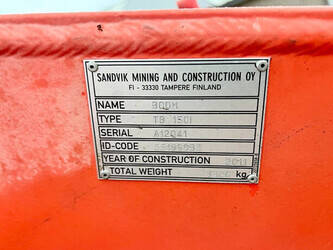 SANDVIK MINING AND CONSTRUCTION OY
FI - 33330 TAMPERE FINLAND
NAME BOOM
TYPE TB 150I
SERIAL A12041
ID-CODE
YEAR OF CONSTRUCTION 2011
TOTAL WEIGHT kg